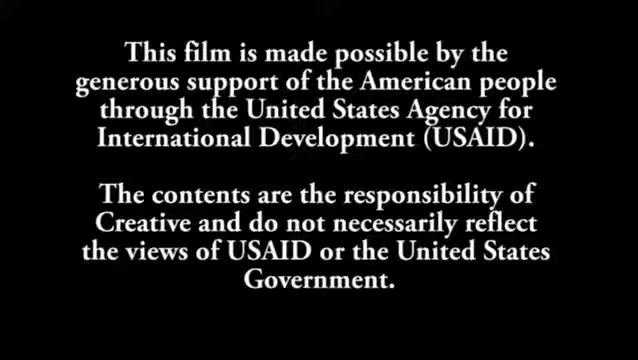 This film is made possible by the
generous support of the American people
through the United States Agency for
International Development (USAID).
The contents are the responsibility of
Creative and do not necessarily reflect
the views of USAID or the United States
Government.